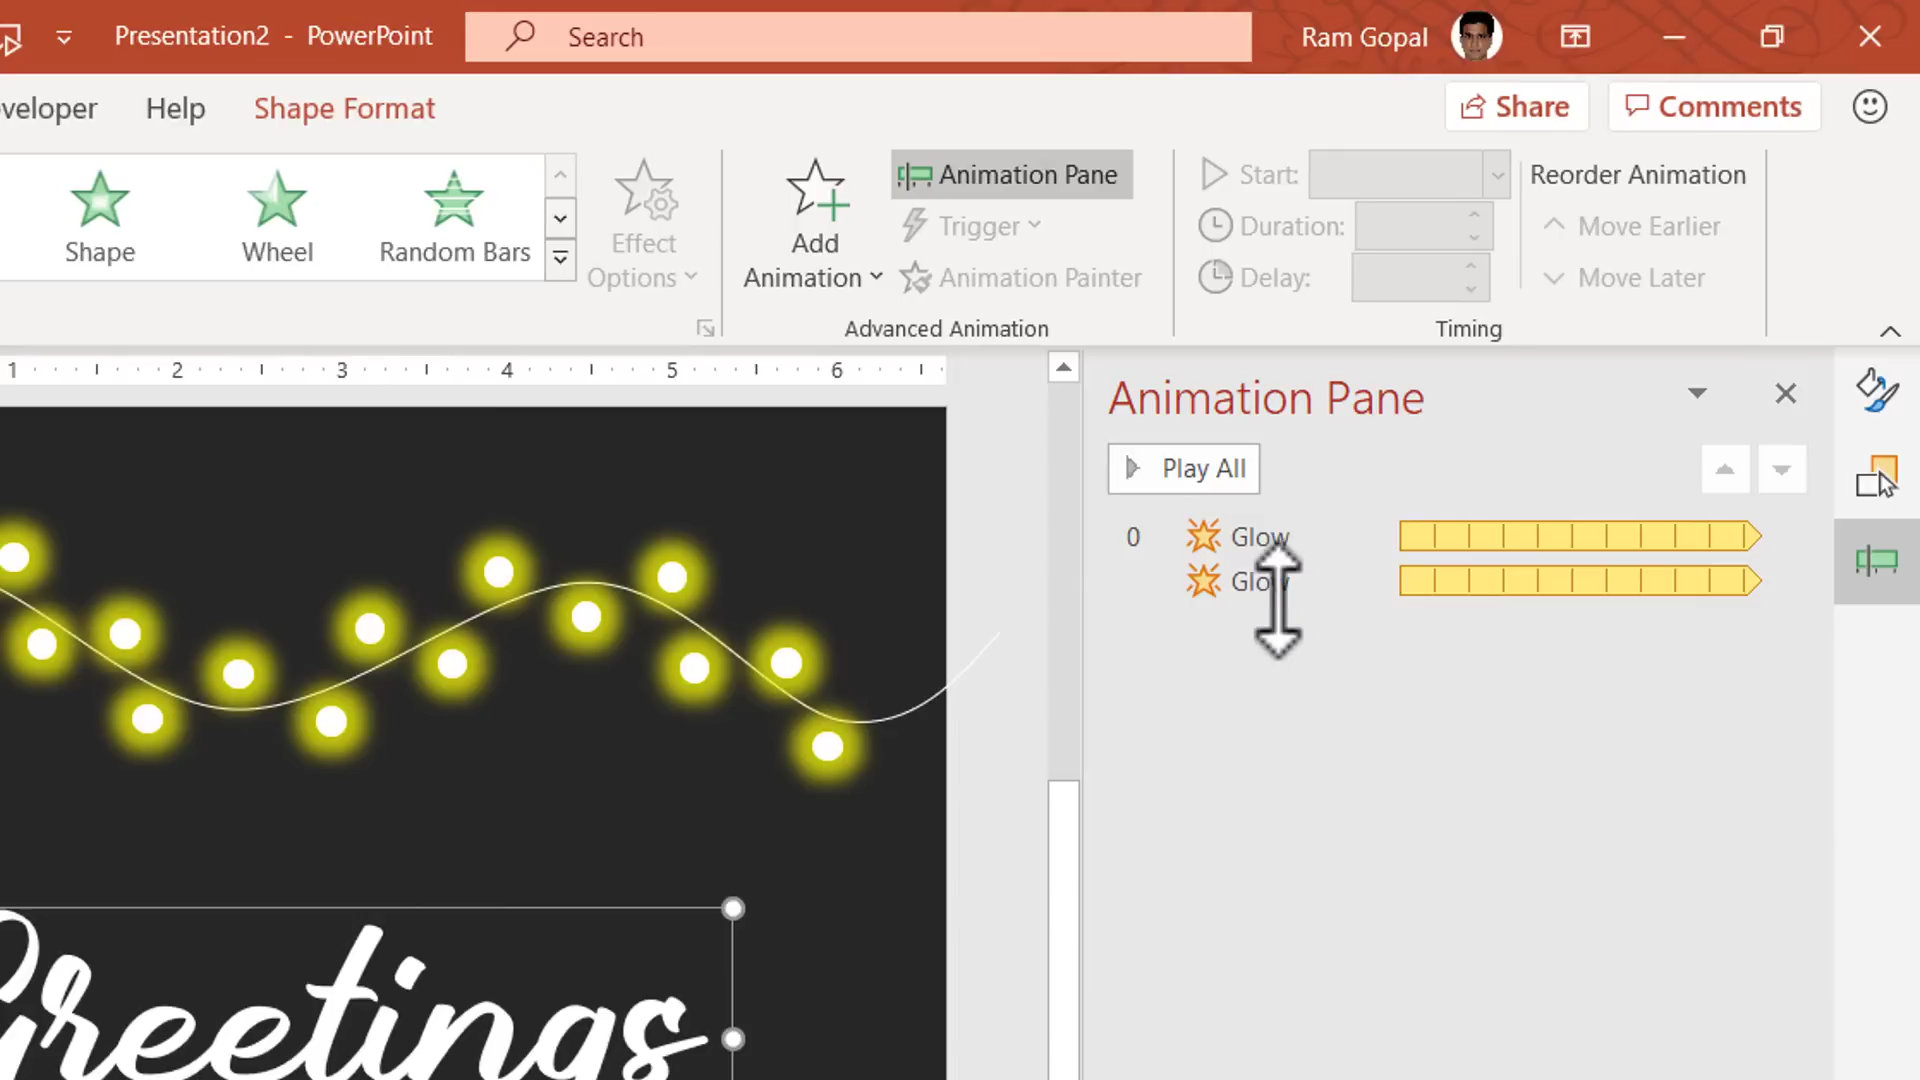 Presentation2 - PowerPoint
Search
Ram Gopal
Help
Shape Format
Share
Comments
Shape
Wheel
Random Bars
Effect
Options
Add
Animation
Animation Pane
Trigger
Animation Painter
Advanced Animation
Start:
Duration:
Delay:
Reorder Animation
Move Earlier
Move Later
Timing
1 2 3 4 5 6
Animation Pane
Play All
0 Glow
Glow
Greetings